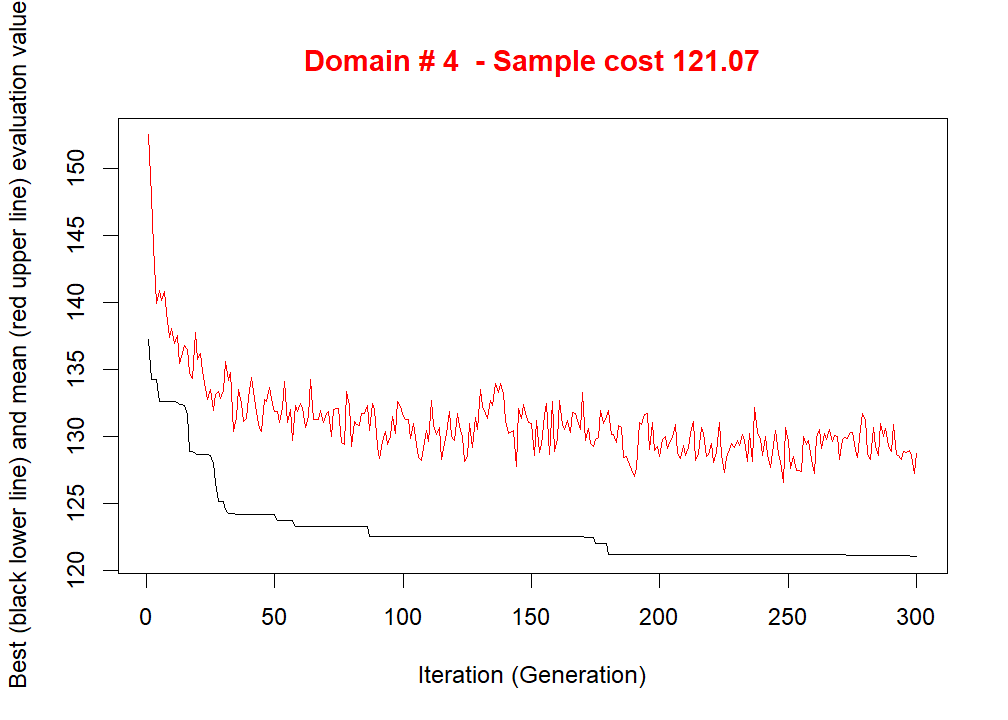 Domain # 4  - Sample cost 121.07
Best (black lower line) and mean (red upper line) evaluation value
150
145
140
135
130
125
120
0 50 100 150 200 250 300
Iteration (Generation)